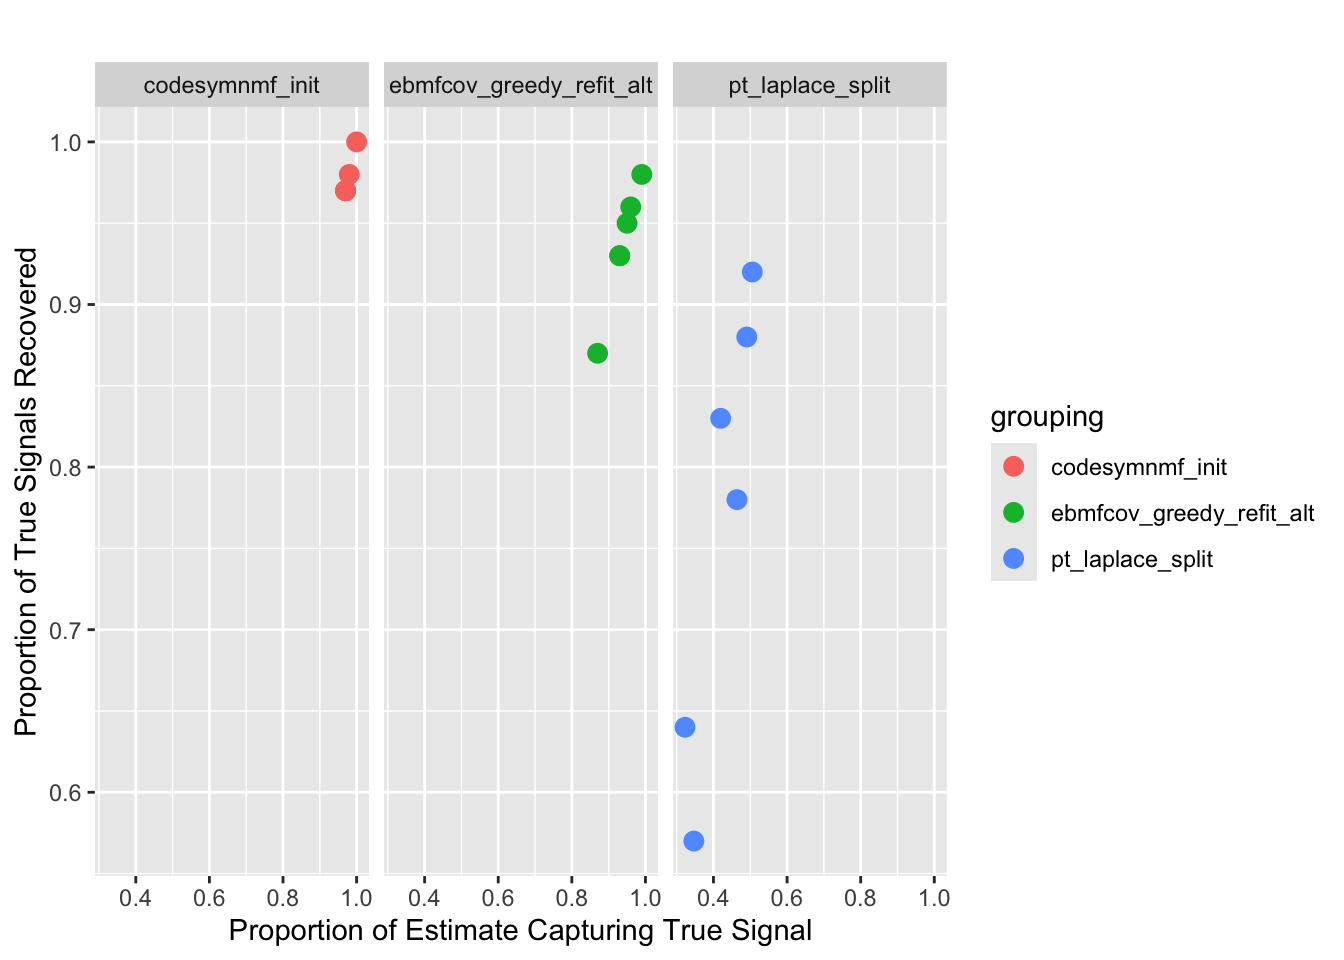 codesymnmf_init
ebmfcov_greedy_refit_alt
pt_laplace_split
Proportion of True Signals Recovered
1.0
0.9
0.8
0.7
0.6
0.4 0.6 0.8 1.0
0.4 0.6 0.8 1.0
0.4 0.6 0.8 1.0
Proportion of Estimate Capturing True Signal
grouping
codesymnmf_init
ebmfcov_greedy_refit_alt
pt_laplace_split